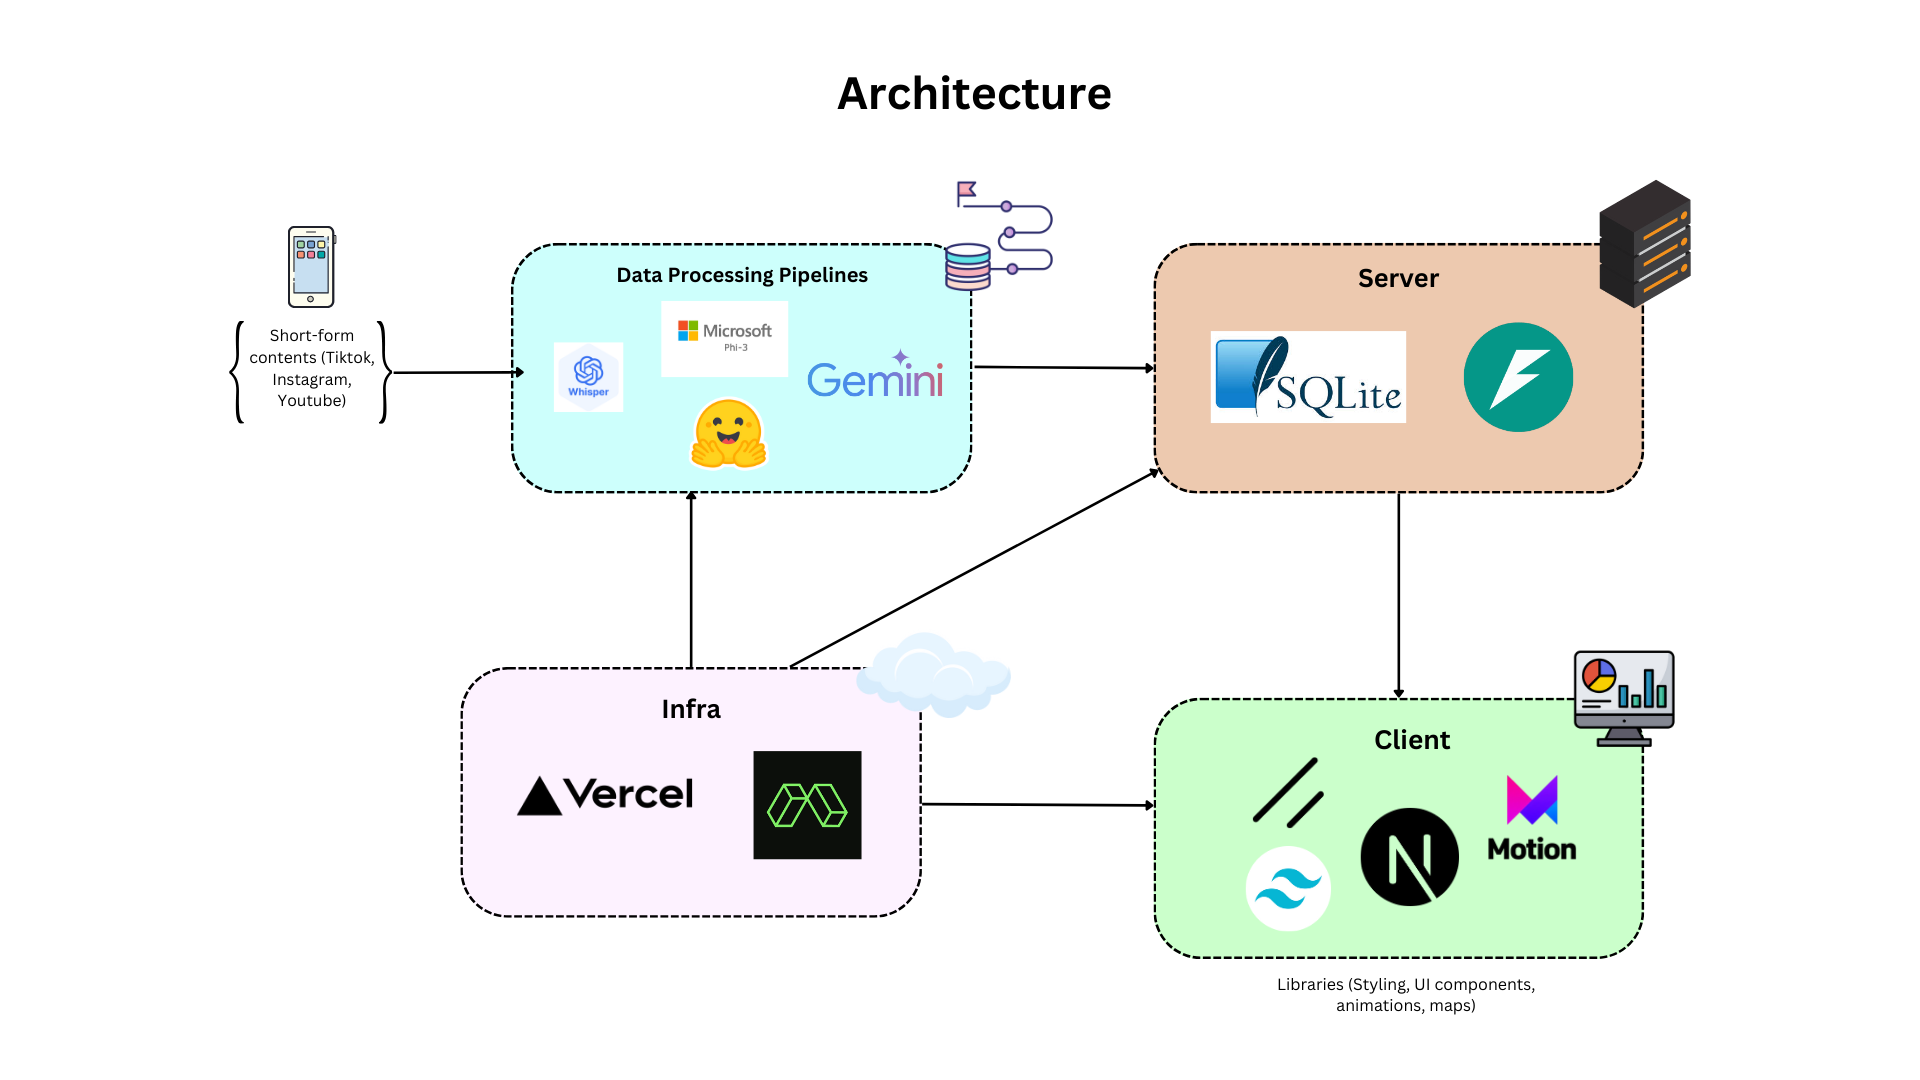 Architecture
Short-form
contents (Tiktok,
Instagram,
Youtube)
Data Processing Pipelines
Whisper
Microsoft
Phi-3
Gemini
Server
SQLite
Infra
Vercel
Client
Motion
Libraries (Styling, UI components,
animations, maps)